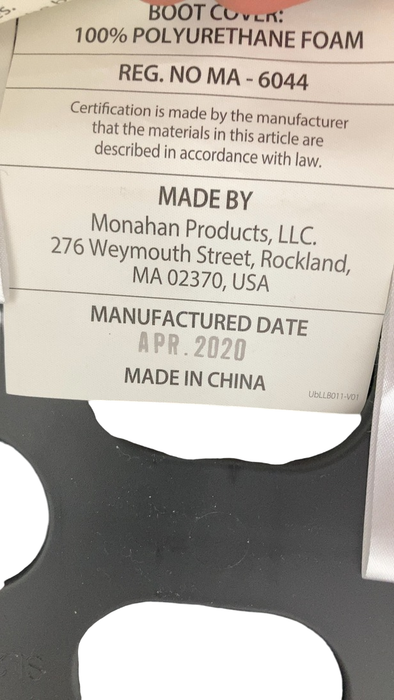 BOOT COVER:
100% POLYURETHANE FOAM
REG. NO MA - 6044
Certification is made by the manufacturer
that the materials in this article are
described in accordance with law.
MADE BY
Monahan Products, LLC.
276 Weymouth Street, Rockland,
MA 02370, USA
MANUFACTURED DATE
APR. 2020
MADE IN CHINA
UbLLB011-V01